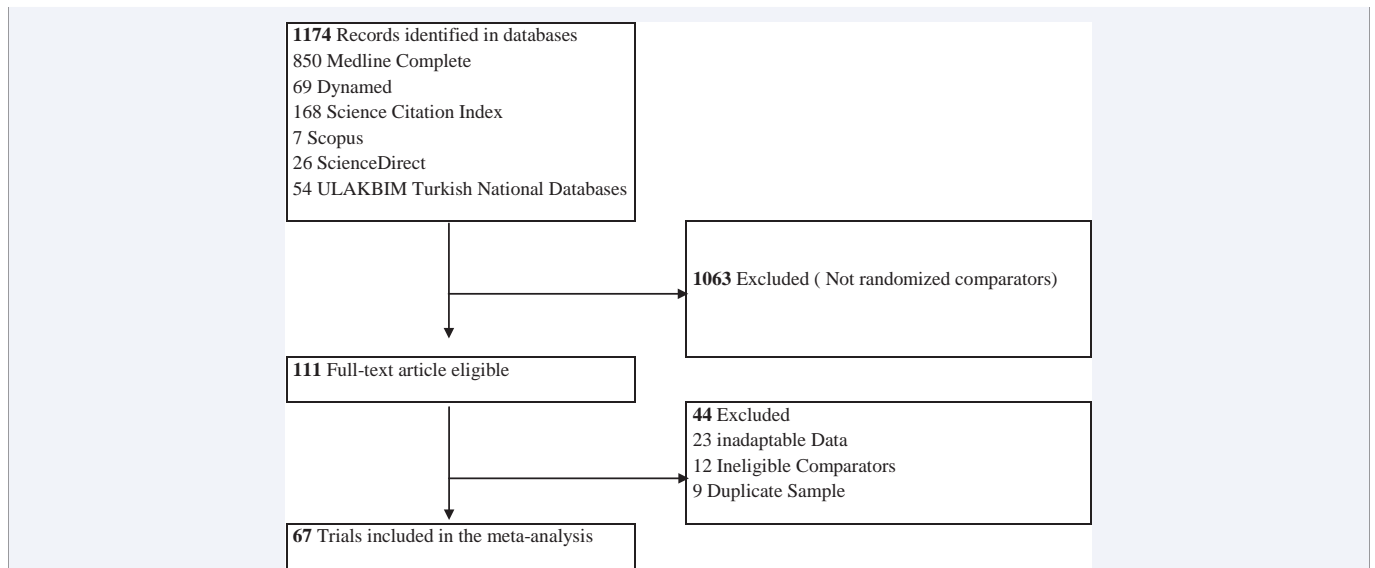 1174 Records identified in databases
850 Medline Complete
69 Dynamed
168 Science Citation Index
7 Scopus
26 ScienceDirect
54 ULAKBIM Turkish National Databases
1063 Excluded ( Not randomized comparators)
111 Full-text article eligible
44 Excluded
23 inadaptable Data
12 Ineligible Comparators
9 Duplicate Sample
67 Trials included in the meta-analysis